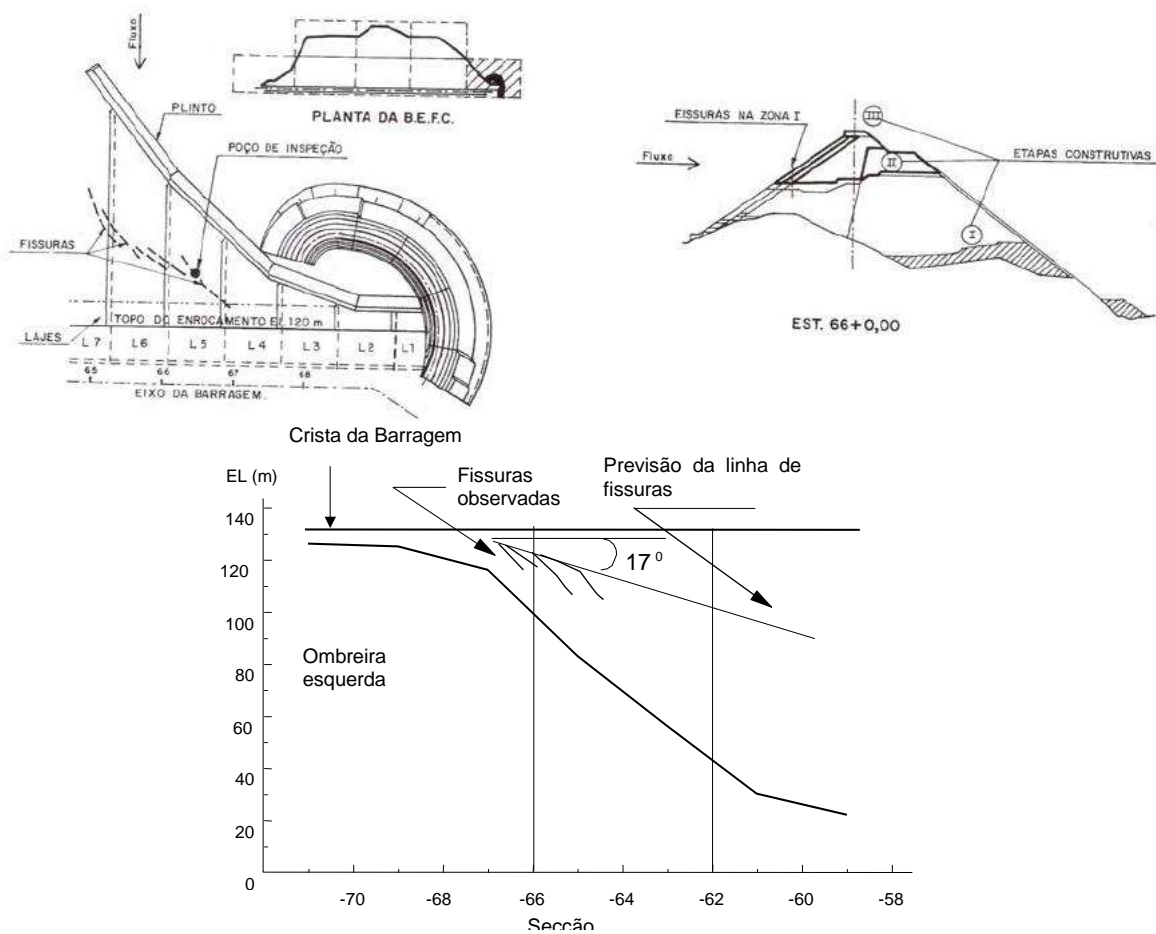 Fluxo
PLINTO
PLANTA DA B.E.F.C.
POÇO DE INSPEÇÃO
FISSURAS
TOPO DO ENROCAMENTO EL 120 m
LAJES
L 7 L 6 L 5 L 4 L 3 L 2 L 1
65 66 67 68
EIXO DA BARRAGEM.
FISSURAS NA ZONA I
III
Fluxo
II
ETAPAS CONSTRUTIVAS
I
EST. 66+0,00
Crista da Barragem
EL (m)
Fissuras
observadas
Previsão da linha de
fissuras
140
17 0
120
100
Ombreira
esquerda
80
60
40
20
0
-70 -68 -66 -64 -62 -60 -58
Secção